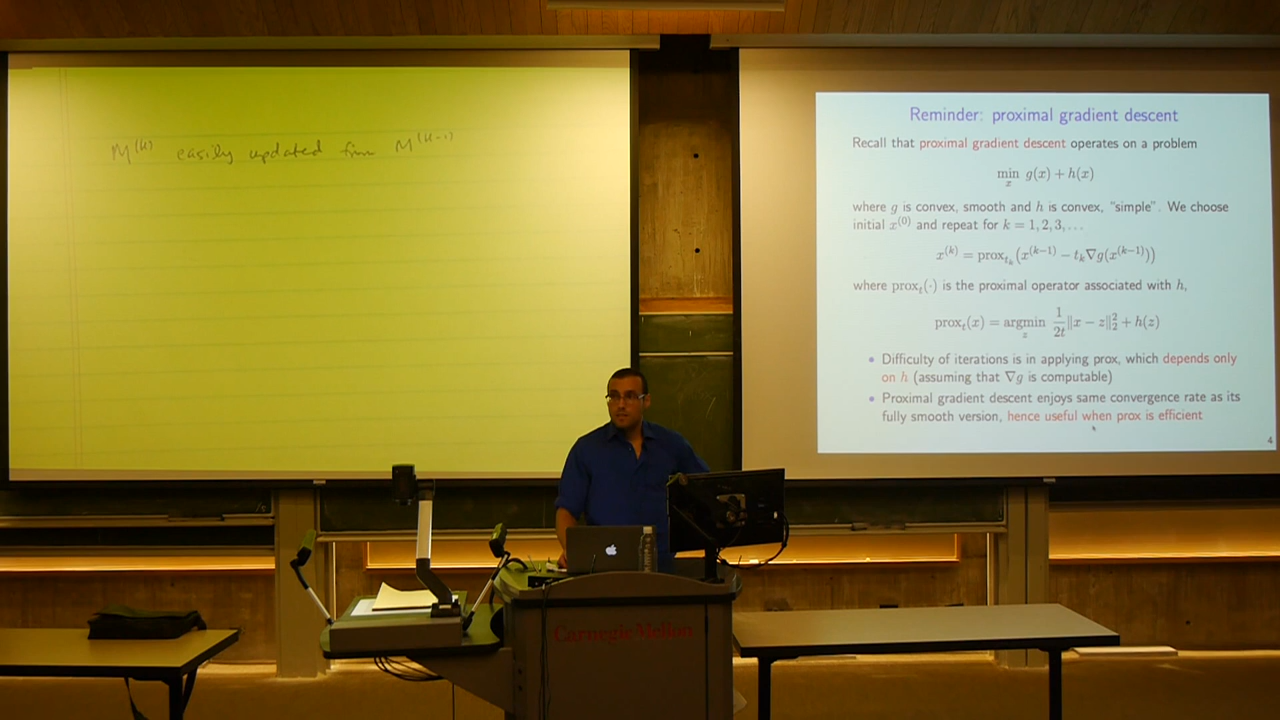 M^(k) easily updated from M^(k-1)
Reminder: proximal gradient descent
Recall that proximal gradient descent operates on a problem
min_x g(x) + h(x)
where g is convex, smooth and h is convex, “simple”. We choose
initial x^(0) and repeat for k = 1, 2, 3, . . .
x^(k) = prox_{t_k}(x^(k−1) − t_k∇g(x^(k−1)))
where prox_t(·) is the proximal operator associated with h,
prox_t(x) = argmin_z 1/2t ‖x − z‖_2^2 + h(z)
• Difficulty of iterations is in applying prox, which depends only
on h (assuming that ∇g is computable)
• Proximal gradient descent enjoys same convergence rate as its
fully smooth version, hence useful when prox is efficient
4
Carnegie Mellon